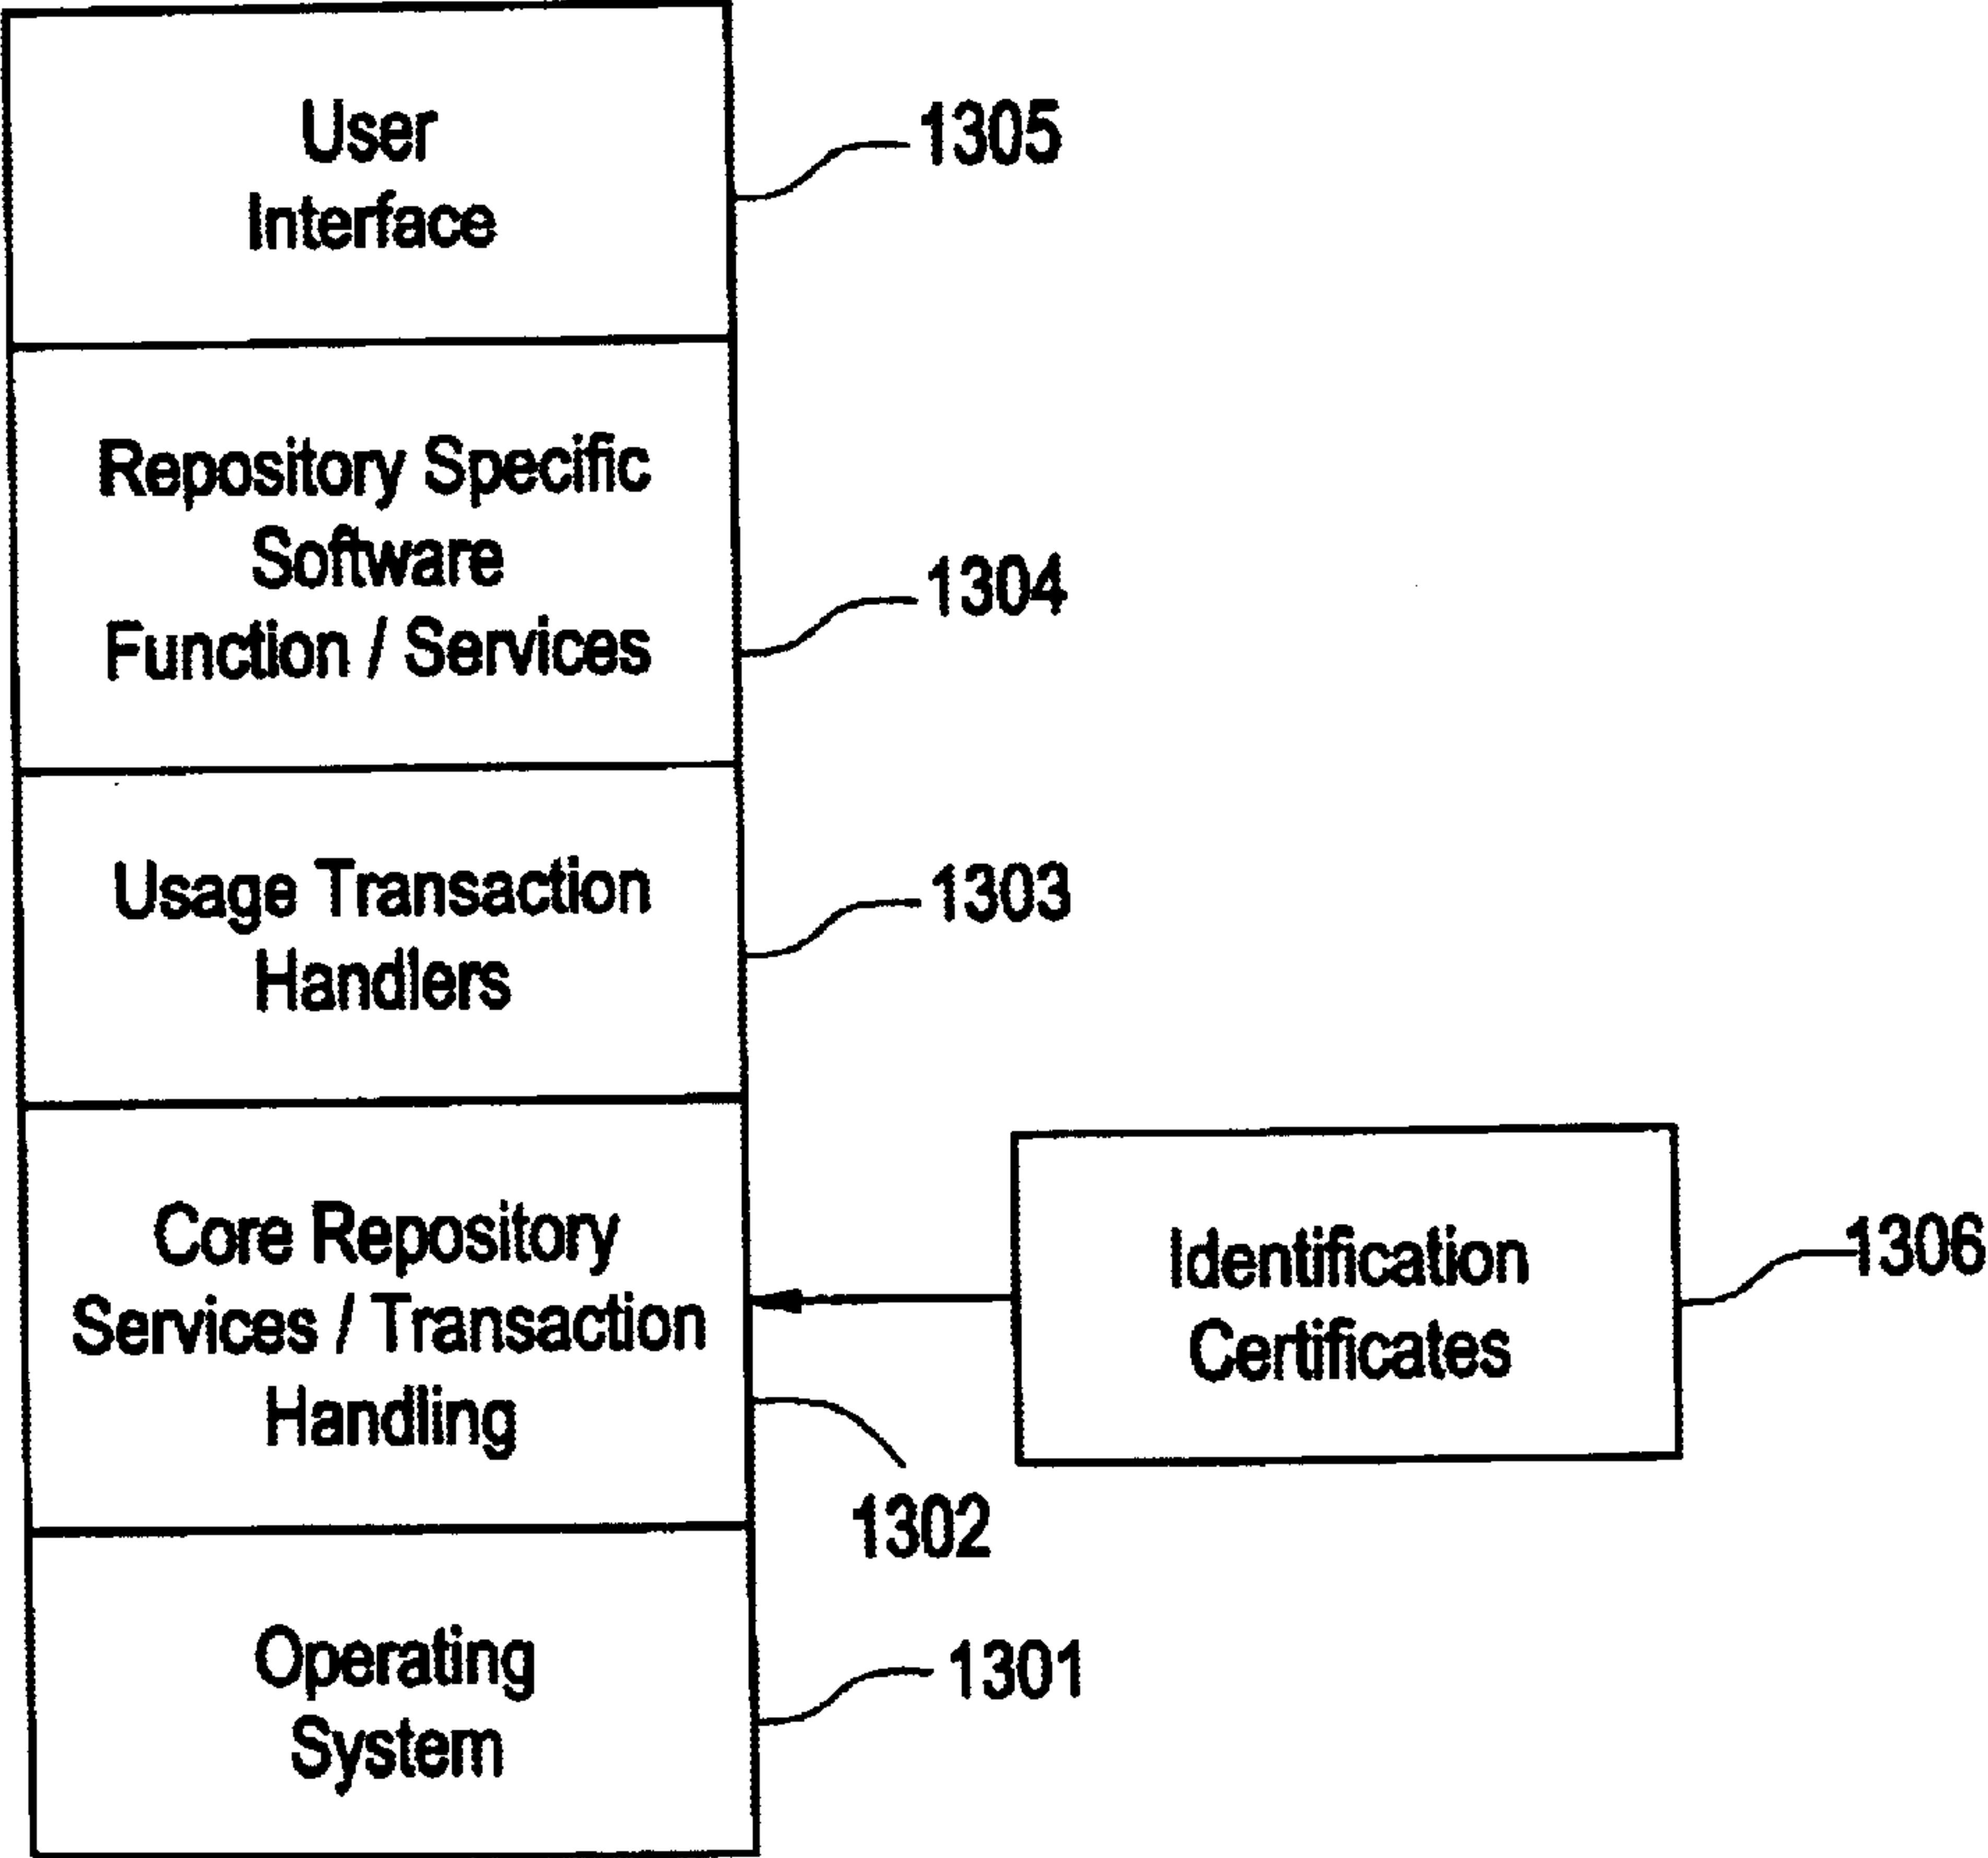 User
Interface
1305
Repository Specific
Software
Function / Services
1304
Usage Transaction
Handlers
1303
Core Repository
Services / Transaction
Handling
1302
Identification
Certificates
1306
Operating
System
1301